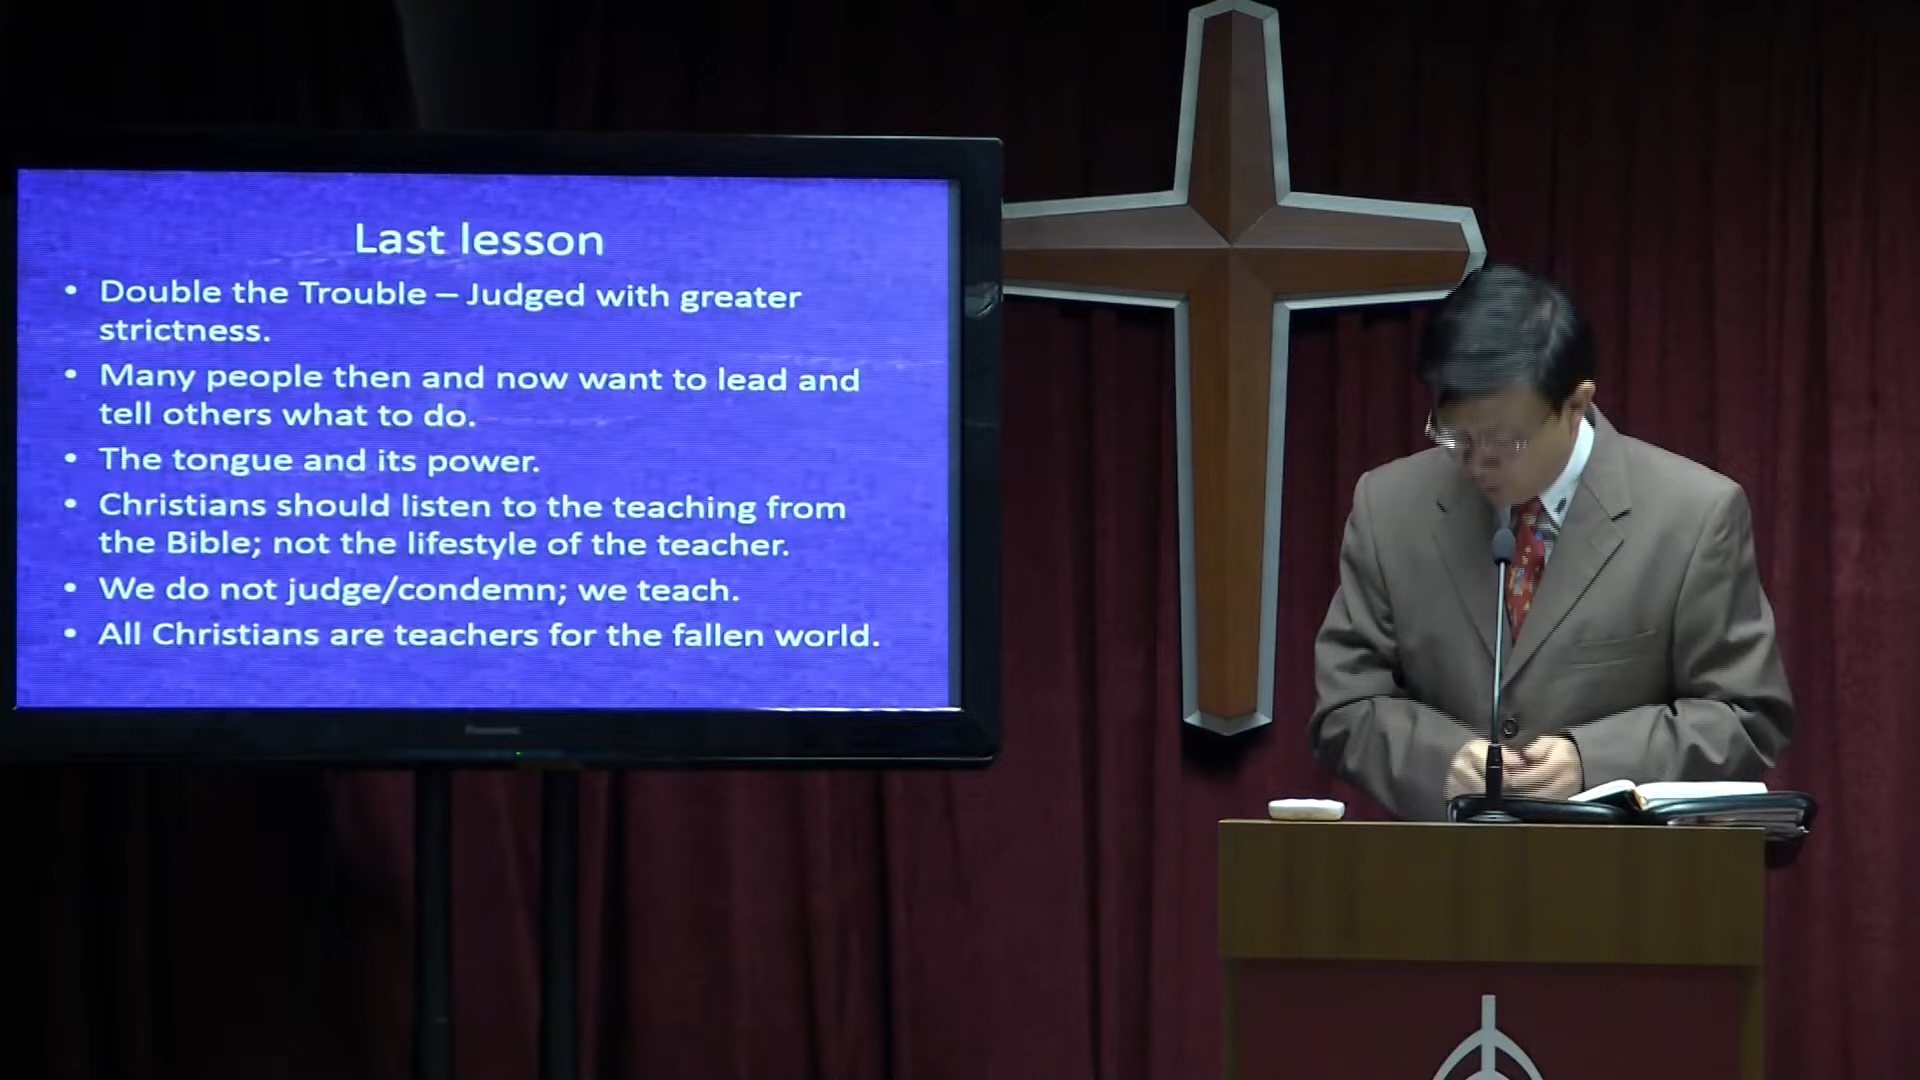 Last lesson
• Double the Trouble – Judged with greater
strictness.
• Many people then and now want to lead and
tell others what to do.
• The tongue and its power.
• Christians should listen to the teaching from
the Bible; not the lifestyle of the teacher.
• We do not judge/condemn; we teach.
• All Christians are teachers for the fallen world.
Panasonic